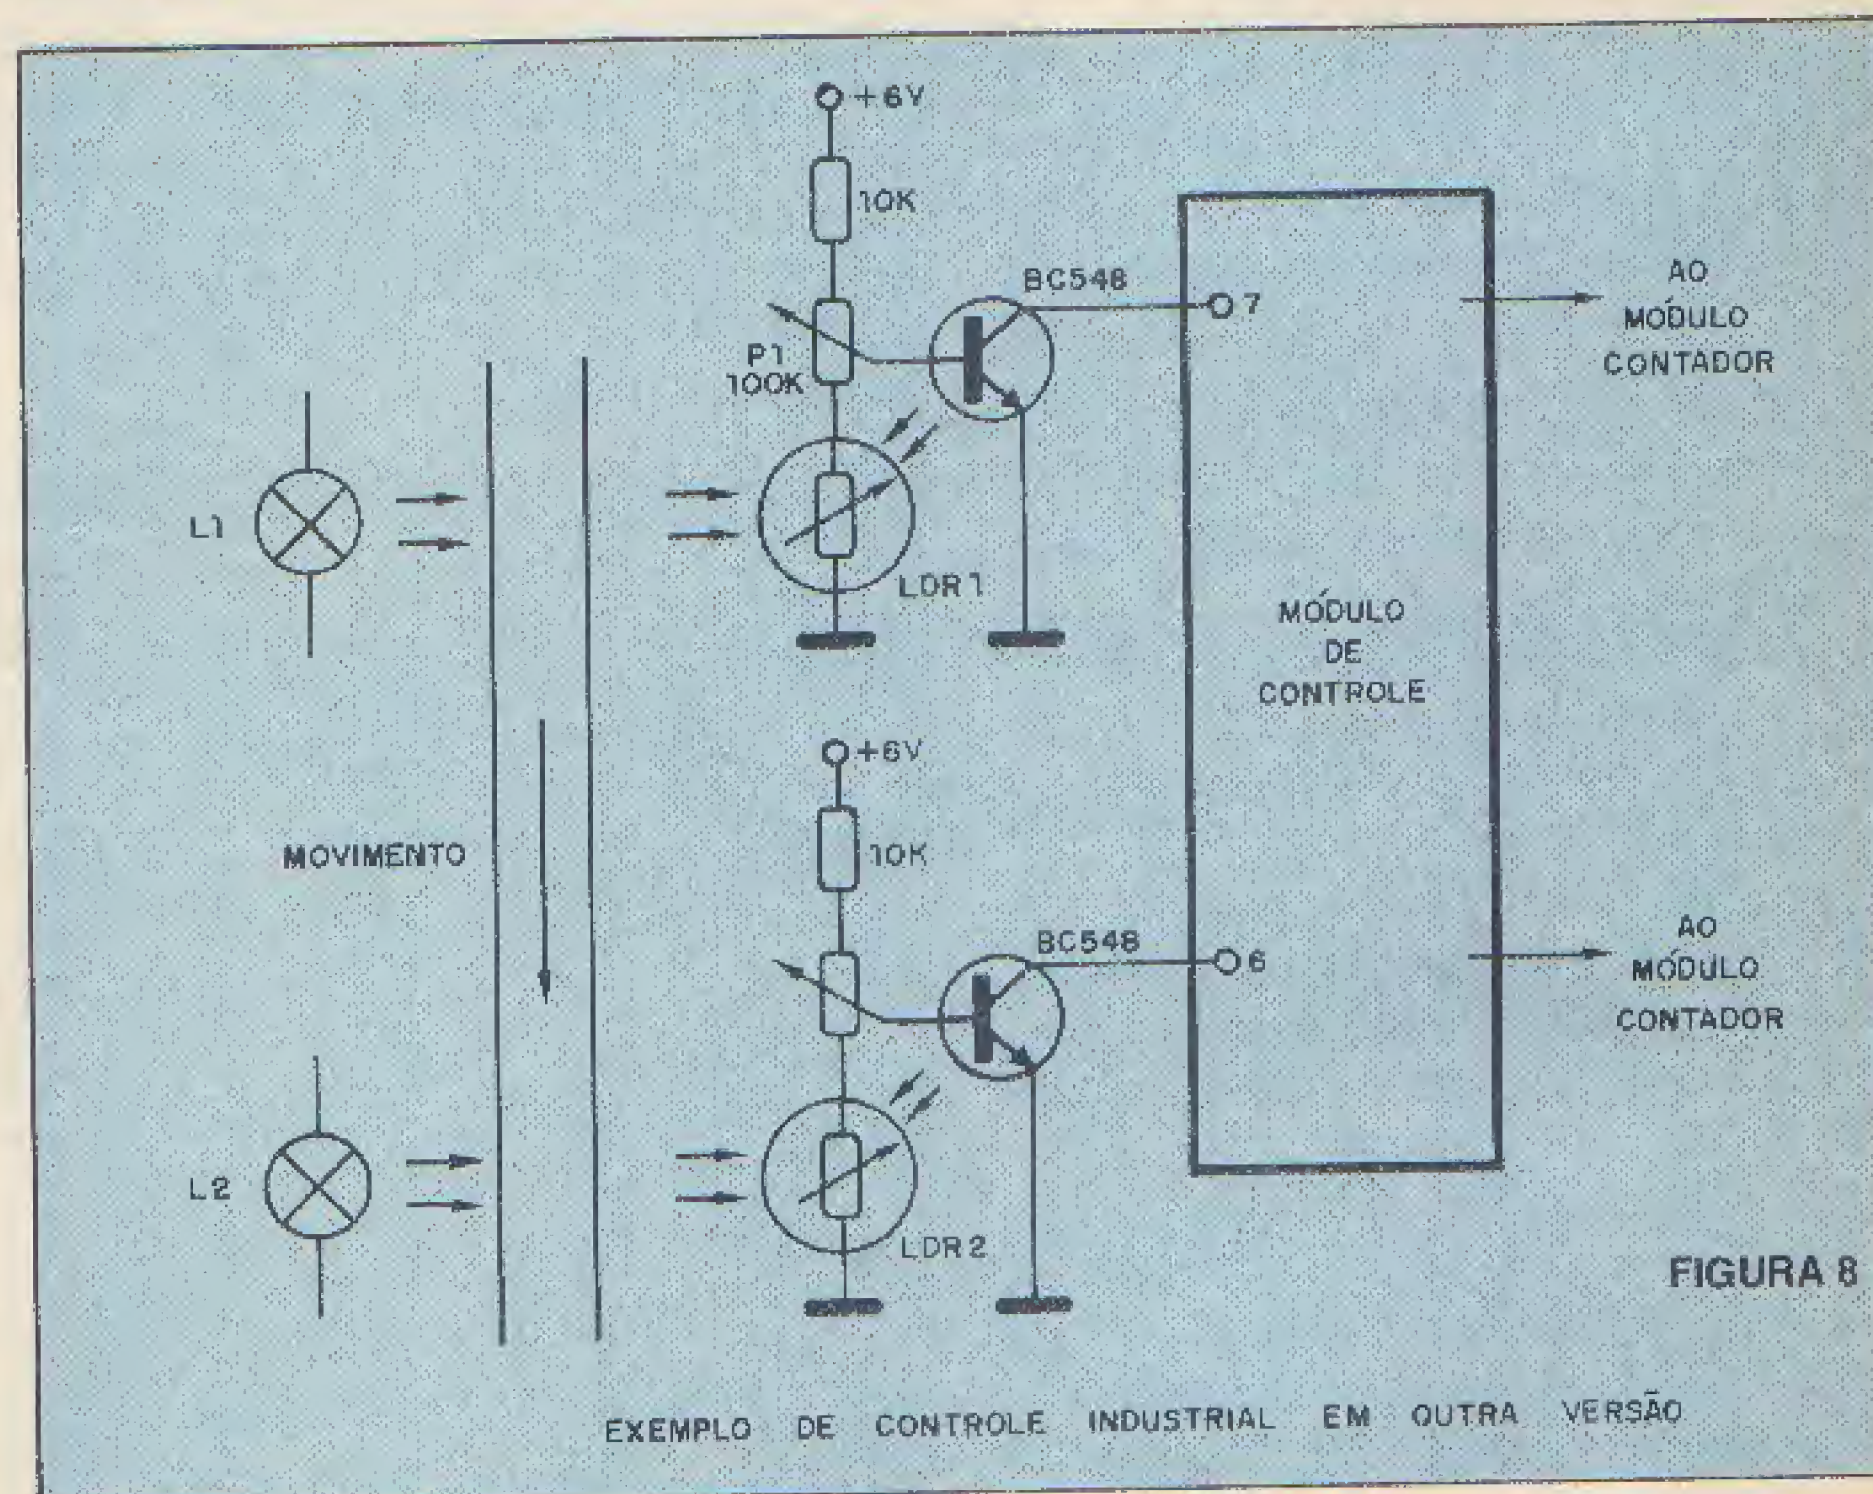 +6V
10K
BC548
7
AO
MÓDULO
CONTADOR
P1
100K
L1
LDR1
MÓDULO
DE
CONTROLE
+6V
MOVIMENTO
10K
BC548
6
AO
MÓDULO
CONTADOR
L2
LDR2
FIGURA 8
EXEMPLO DE CONTROLE INDUSTRIAL EM OUTRA VERSÃO